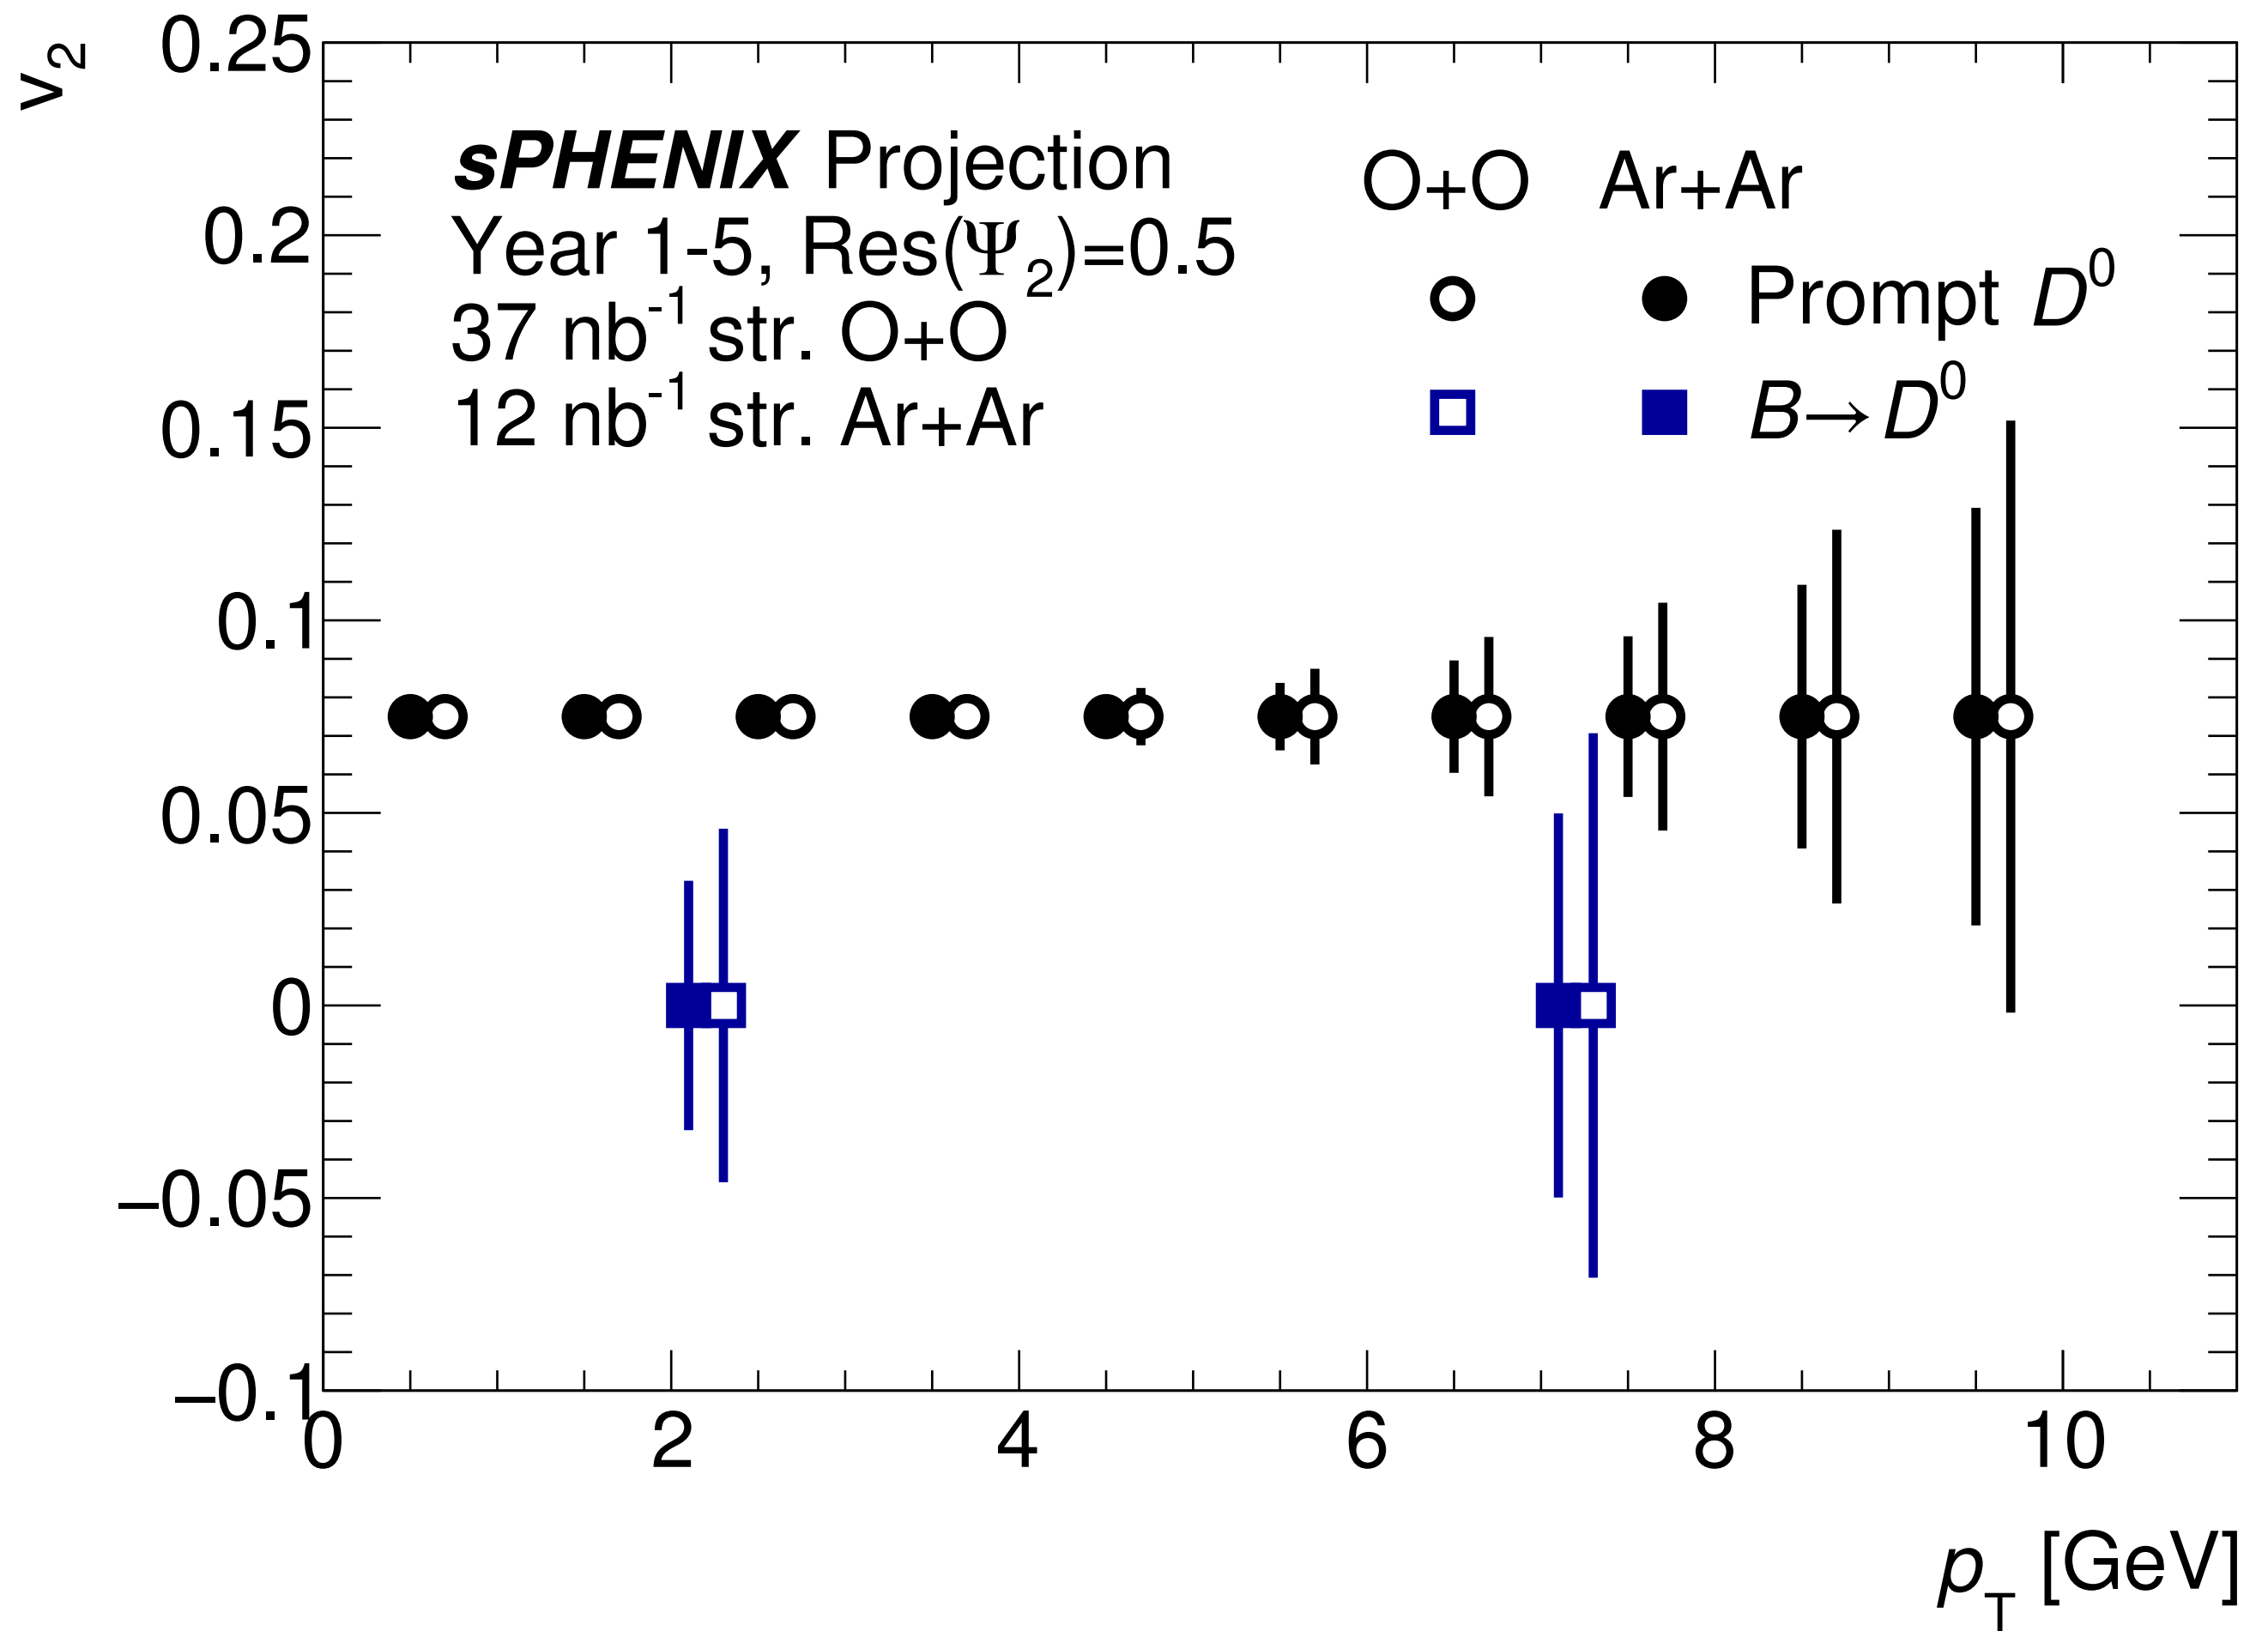 v₂
0.25
0.2
0.15
0.1
0.05
0
−0.05
−0.1
sPHENIX Projection
Year 1-5, Res(Ψ₂)=0.5
37 nb⁻¹ str. O+O
12 nb⁻¹ str. Ar+Ar
O+O Ar+Ar
Prompt D⁰
B→D⁰
0 2 4 6 8 10
p_T [GeV]